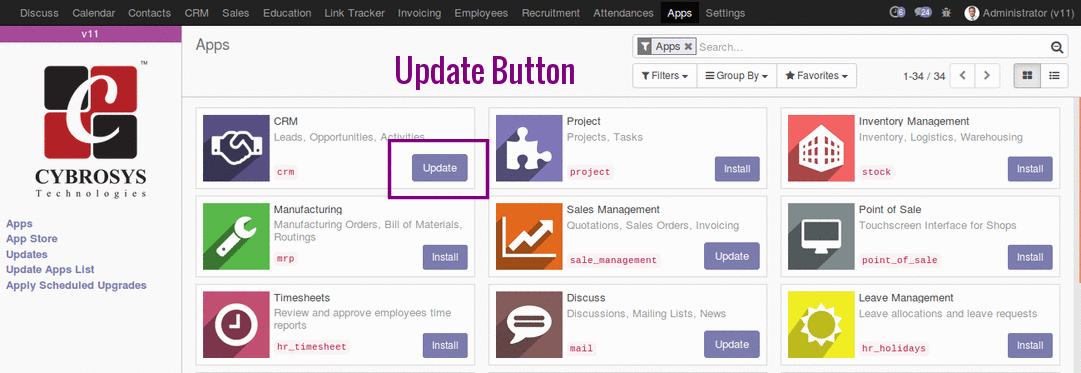 Discuss Calendar Contacts CRM Sales Education Link Tracker Invoicing Employees Recruitment Attendances Apps Settings 6 24 Administrator (v11)
v11
Apps
Apps ✖ Search...
Update Button
Filters Group By Favorites 1-34 / 34
TM
C
CYBROSYS
Technologies
Apps
App Store
Updates
Update Apps List
Apply Scheduled Upgrades
CRM
Leads, Opportunities, Activities
crm Update
Project
Projects, Tasks
project Install
Inventory Management
Inventory, Logistics, Warehousing
stock Install
Manufacturing
Manufacturing Orders, Bill of Materials,
Routings
mrp Install
Sales Management
Quotations, Sales Orders, Invoicing
sale_management Update
Point of Sale
Touchscreen Interface for Shops
point_of_sale Install
Timesheets
Review and approve employees time
reports
hr_timesheet Install
Discuss
Discussions, Mailing Lists, News
mail Update
Leave Management
Leave allocations and leave requests
hr_holidays Install